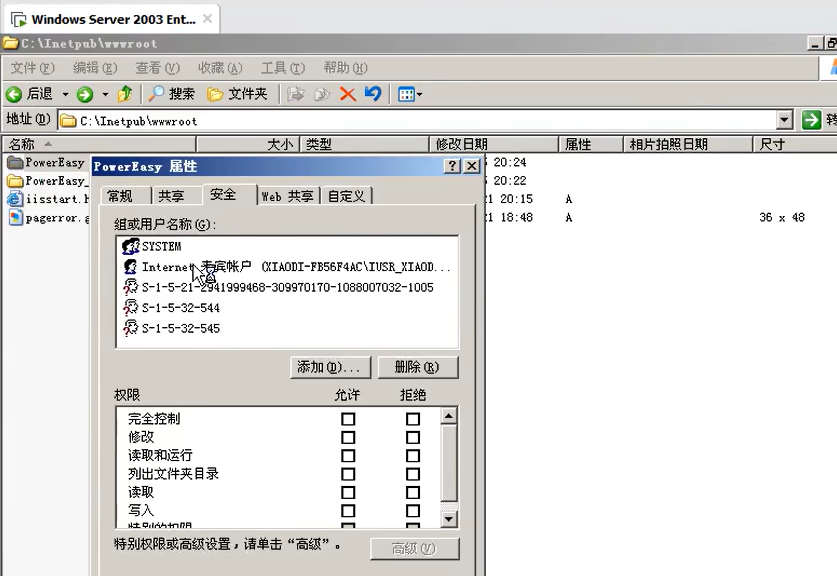 Windows Server 2003 Ent...
C:\Inetpub\wwwroot
文件(F) 编辑(E) 查看(V) 收藏(A) 工具(T) 帮助(H)
后退 搜索 文件夹
地址(D) C:\Inetpub\wwwroot
名称 大小 类型 修改日期 属性 相片拍照日期 尺寸
PowerEasy 20:24
PowerEasy_ 20:22
iisstart.h 21 20:15 A
pagerror.g 21 18:48 A 36 x 48
PowerEasy 属性
常规 共享 安全 Web 共享 自定义
组或用户名称(G):
SYSTEM
Internet 来宾帐户 (XIAODI-FB56F4AC\IUSR_XIAOD...
S-1-5-21-2941999468-309970170-1088007032-1005
S-1-5-32-544
S-1-5-32-545
添加(D)... 删除(R)
权限 允许 拒绝
完全控制
修改
读取和运行
列出文件夹目录
读取
写入
特别的权限
特别权限或高级设置，请单击“高级”。 高级(V)